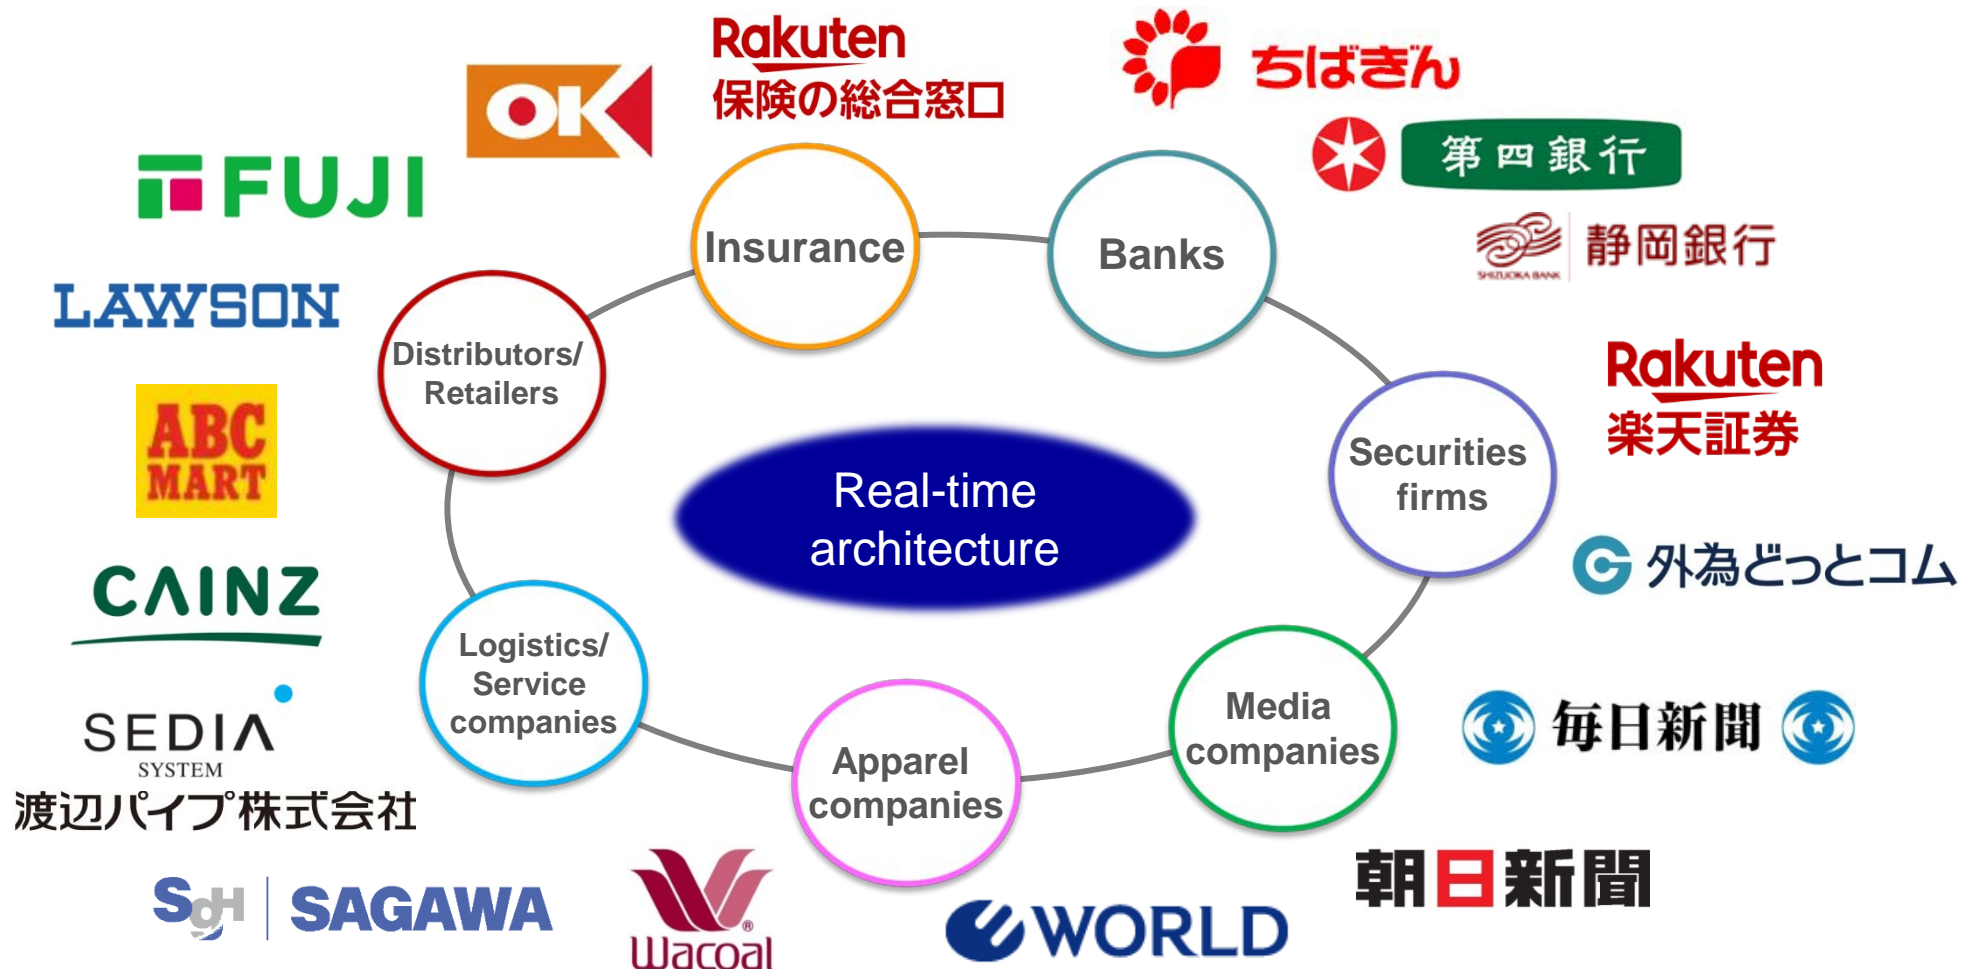 Rakuten
保険の総合窓口
ちばぎん
OK
第四銀行
FUJI
Insurance
Banks
SHIZUOKA BANK
静岡銀行
LAWSON
Distributors/
Retailers
Rakuten
楽天証券
ABC
MART
Securities
firms
Real-time
architecture
外為どっとコム
CAINZ
Logistics/
Service
companies
Media
companies
毎日新聞
SEDIA
SYSTEM
渡辺パイプ株式会社
Apparel
companies
朝日新聞
SGH
SAGAWA
Wacoal
®
WORLD